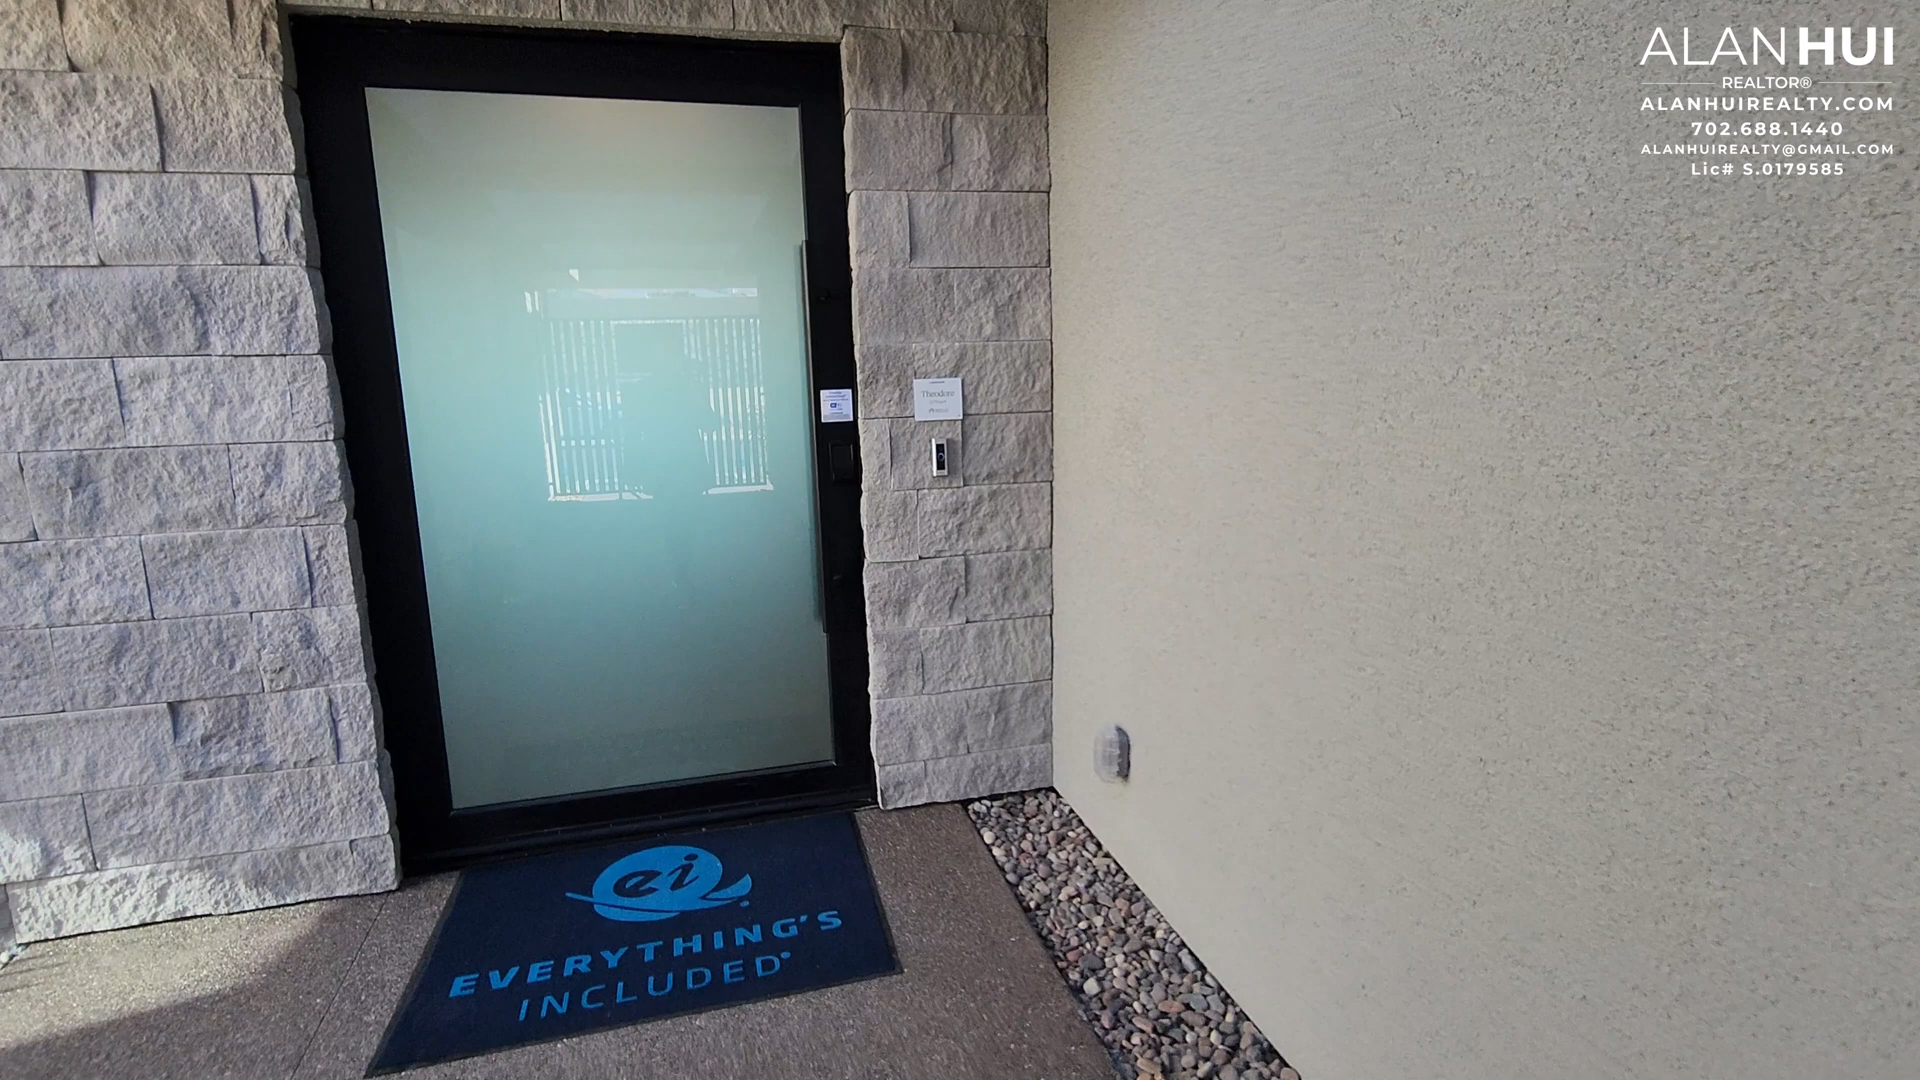 ALANHUI
REALTOR®
ALANHUIREALTY.COM
702.688.1440
ALANHUIREALTY@GMAIL.COM
Lic# S.0179585
Theodore
ei
EVERYTHING'S
INCLUDED®